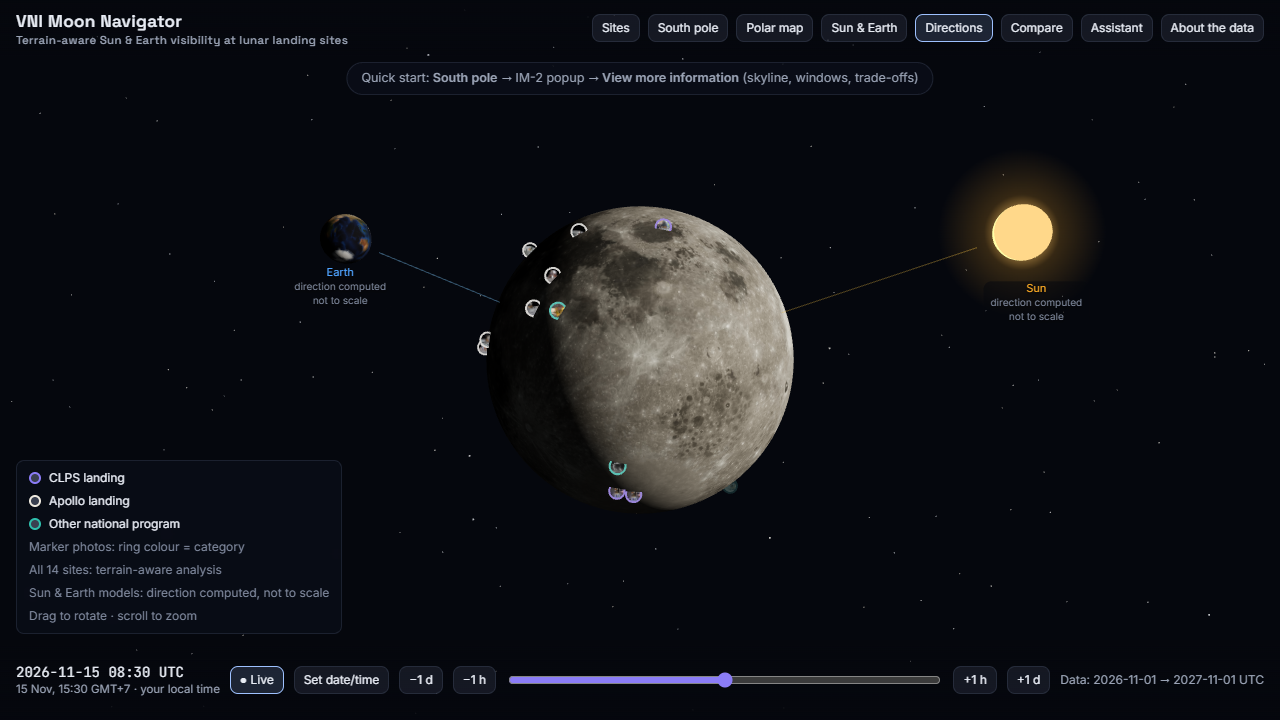 VNI Moon Navigator
Terrain-aware Sun & Earth visibility at lunar landing sites
Sites
South pole
Polar map
Sun & Earth
Directions
Compare
Assistant
About the data
Quick start: South pole → IM-2 popup → View more information (skyline, windows, trade-offs)
Earth
direction computed
not to scale
Sun
direction computed
not to scale
CLPS landing
Apollo landing
Other national program
Marker photos: ring colour = category
All 14 sites: terrain-aware analysis
Sun & Earth models: direction computed, not to scale
Drag to rotate · scroll to zoom
2026-11-15 08:30 UTC
15 Nov, 15:30 GMT+7 · your local time
● Live
Set date/time
−1 d
−1 h
+1 h
+1 d
Data: 2026-11-01 → 2027-11-01 UTC